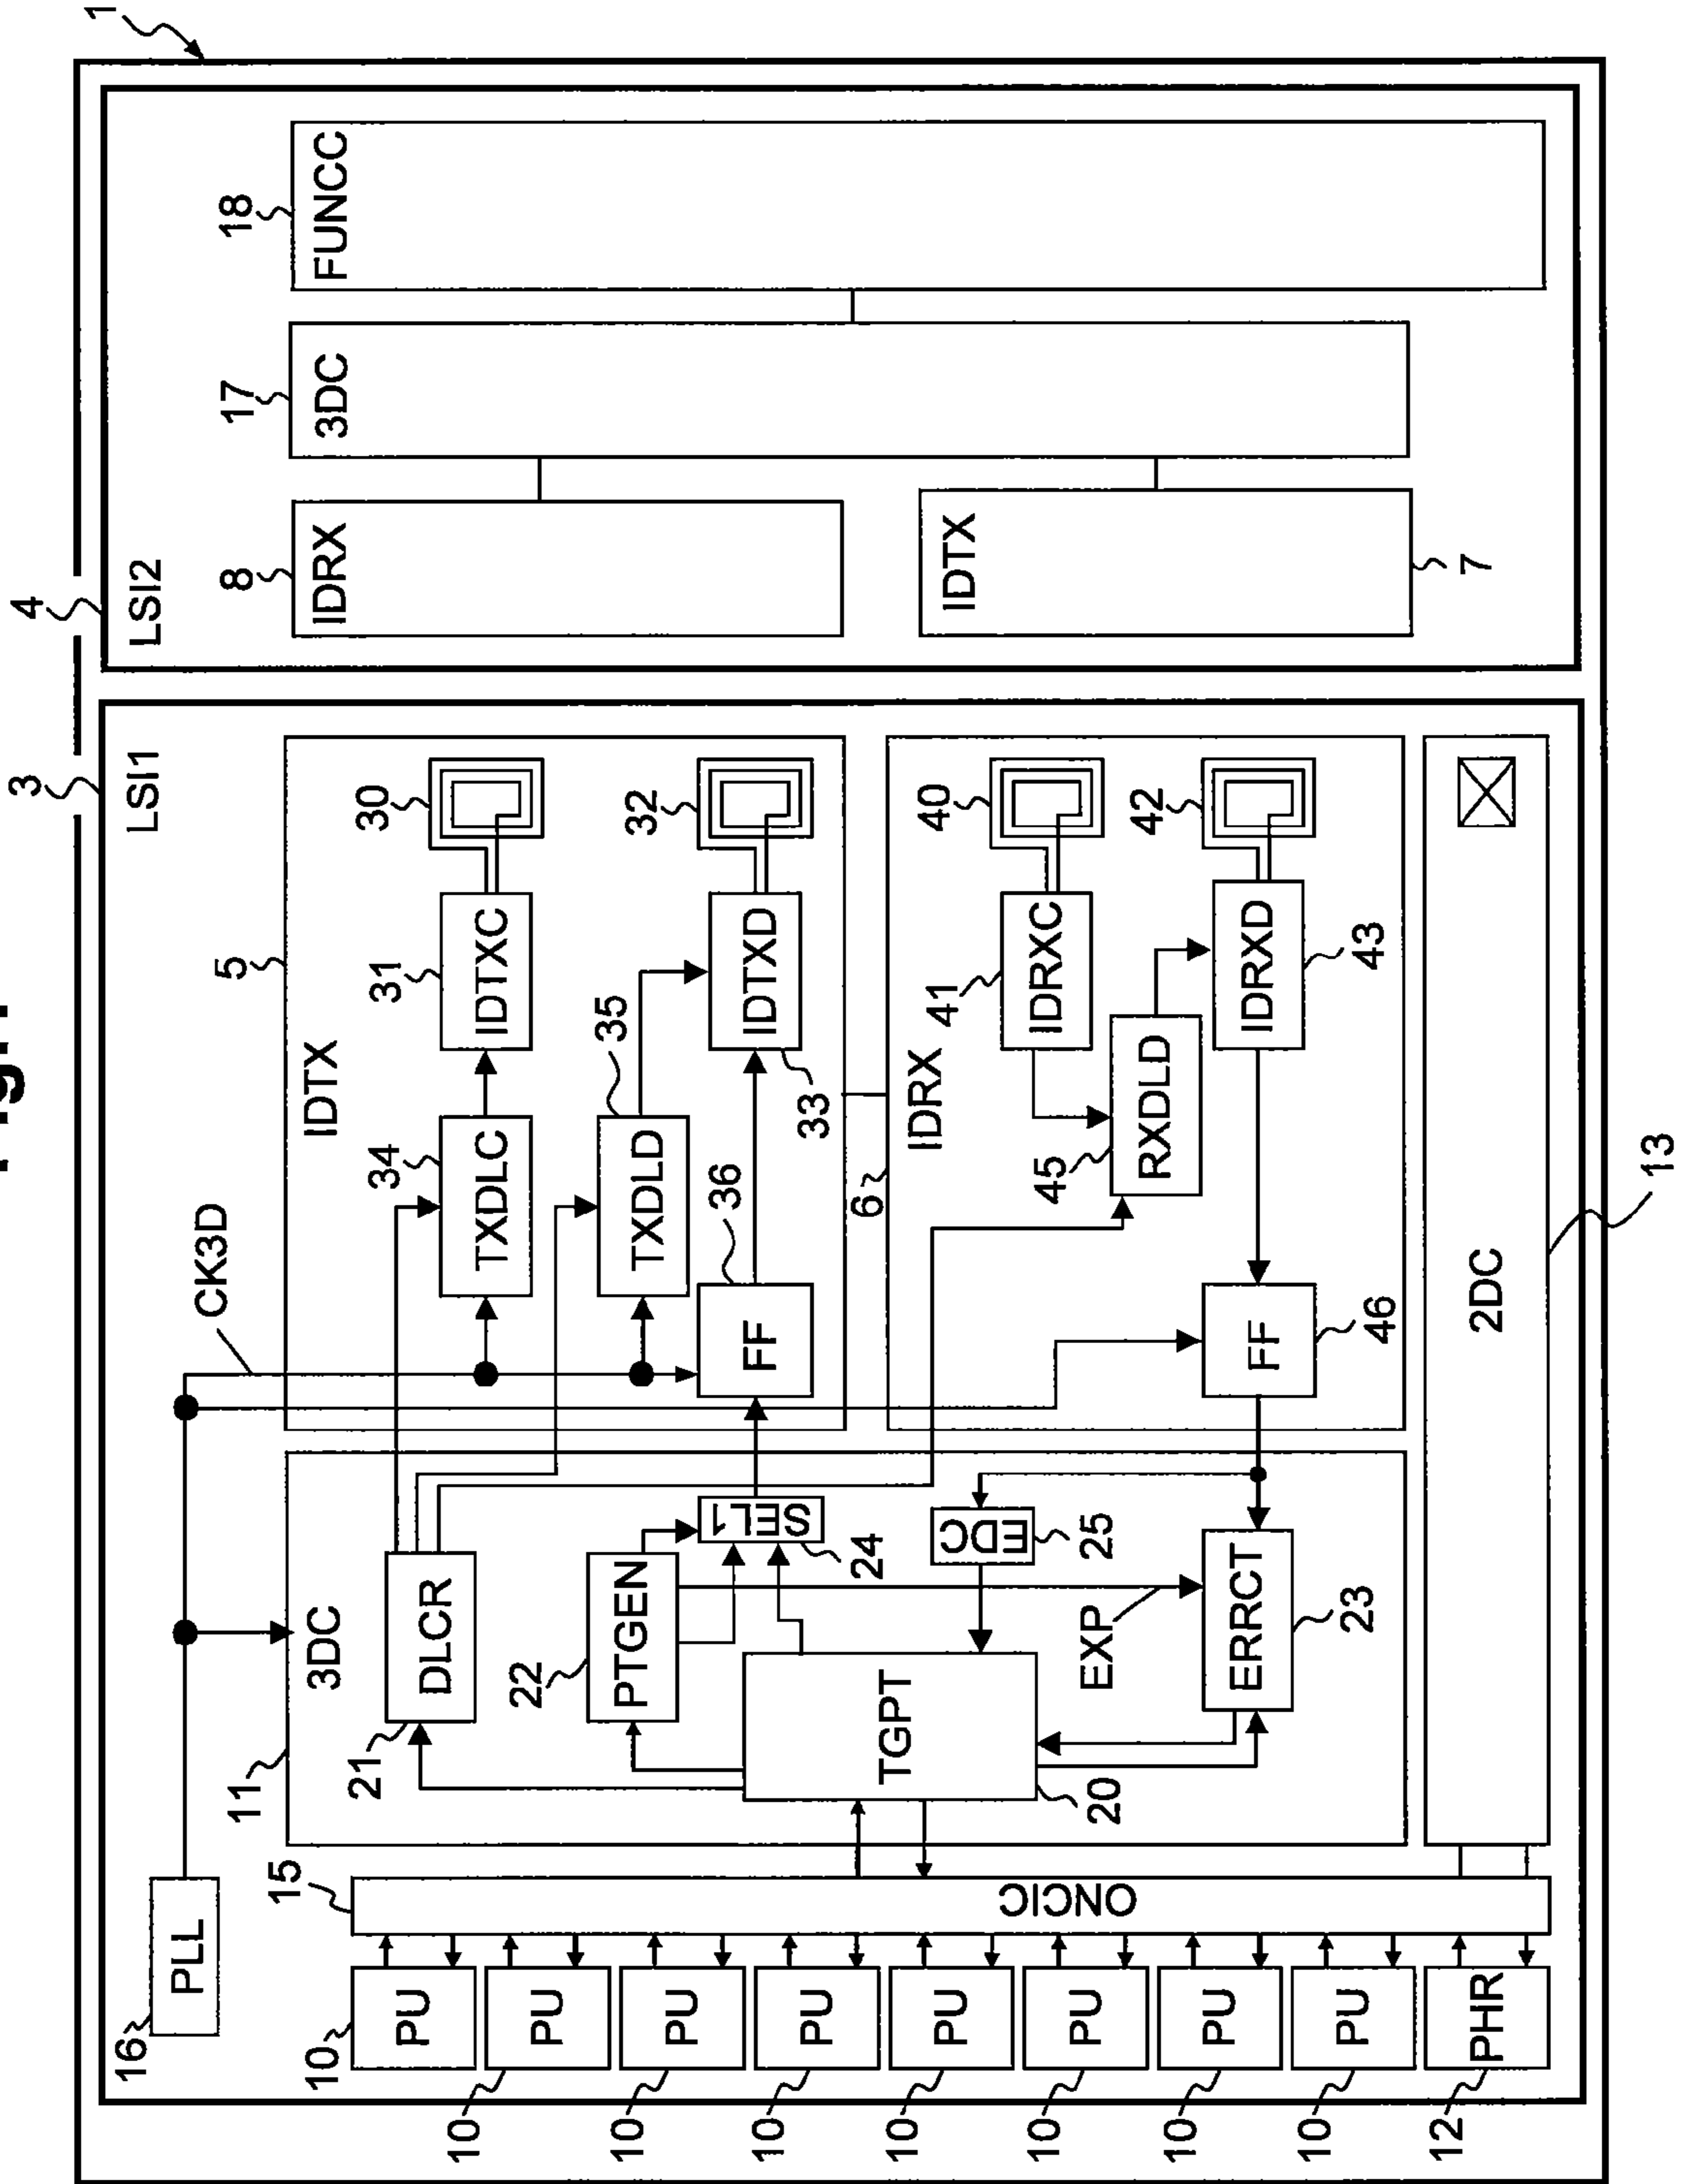 1
3
4
LSI1
LSI2
16
PLL
CK3D
10
PU
10
PU
10
PU
10
PU
10
PU
10
PU
10
PU
10
PU
12
PHR
15
ONCIC
11
3DC
21
DLCR
22
PTGEN
SEL1
24
TGPT
20
EDC
25
EXP
ERRCT
23
5
IDTX
34
TXDLC
31
IDTXC
30
35
TXDLD
36
FF
33
IDTXD
32
6
IDRX
41
IDRXC
40
45
RXDLD
43
IDRXD
42
FF
46
2DC
13
8
IDRX
IDTX
7
17
3DC
18
FUNCC